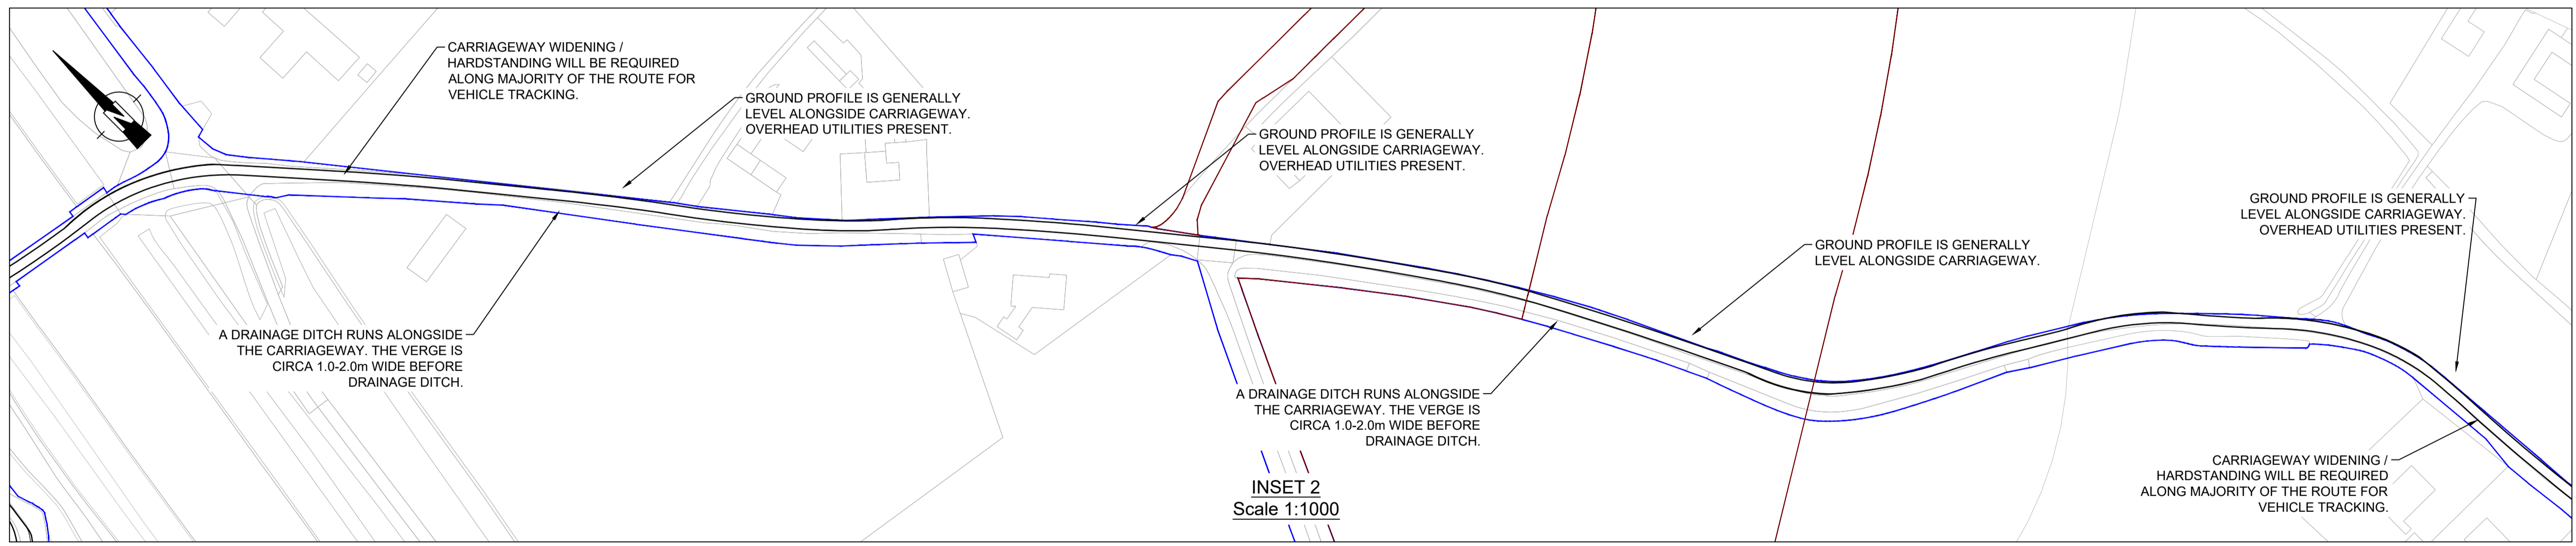 CARRIAGEWAY WIDENING /
HARDSTANDING WILL BE REQUIRED
ALONG MAJORITY OF THE ROUTE FOR
VEHICLE TRACKING.
GROUND PROFILE IS GENERALLY
LEVEL ALONGSIDE CARRIAGEWAY.
OVERHEAD UTILITIES PRESENT.
GROUND PROFILE IS GENERALLY
LEVEL ALONGSIDE CARRIAGEWAY.
OVERHEAD UTILITIES PRESENT.
GROUND PROFILE IS GENERALLY
LEVEL ALONGSIDE CARRIAGEWAY.
GROUND PROFILE IS GENERALLY
LEVEL ALONGSIDE CARRIAGEWAY.
OVERHEAD UTILITIES PRESENT.
A DRAINAGE DITCH RUNS ALONGSIDE
THE CARRIAGEWAY. THE VERGE IS
CIRCA 1.0-2.0m WIDE BEFORE
DRAINAGE DITCH.
A DRAINAGE DITCH RUNS ALONGSIDE
THE CARRIAGEWAY. THE VERGE IS
CIRCA 1.0-2.0m WIDE BEFORE
DRAINAGE DITCH.
CARRIAGEWAY WIDENING /
HARDSTANDING WILL BE REQUIRED
ALONG MAJORITY OF THE ROUTE FOR
VEHICLE TRACKING.
INSET 2
Scale 1:1000